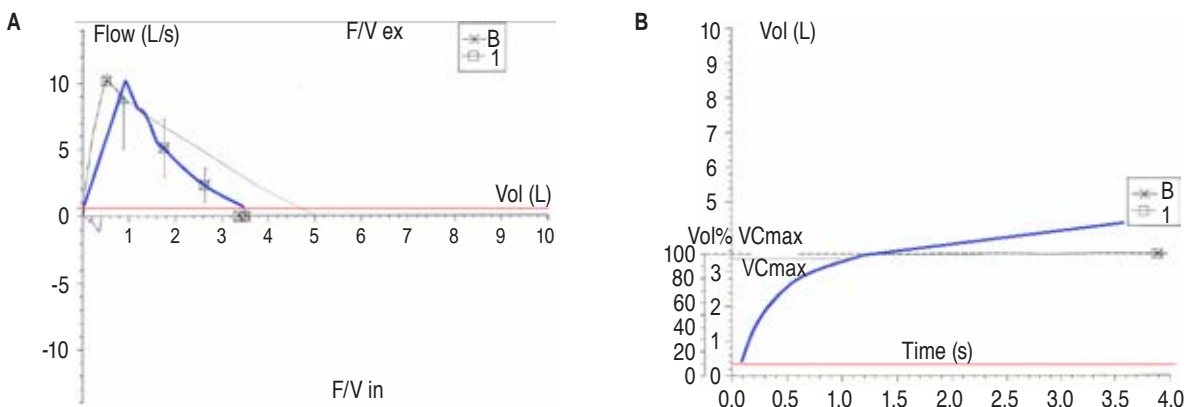 A
Flow (L/s)
F/V ex
B
1
10
5
Vol (L)
0
1 2 3 4 5 6 7 8 9 10
-5
-10
F/V in
B
Vol (L)
10
9
8
7
6
5
B
1
Vol% VCmax
100
VCmax
3
80
60
2
40
1
20
Time (s)
0 0
0.0 0.5 1.0 1.5 2.0 2.5 3.0 3.5 4.0